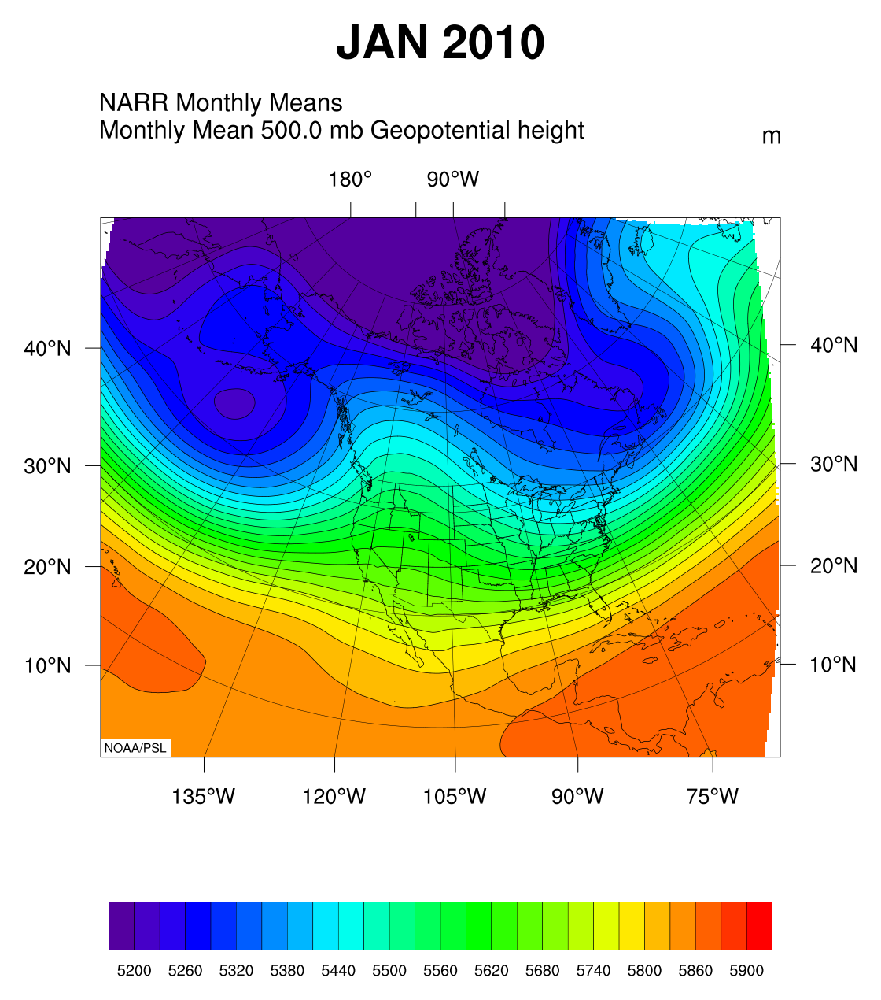 JAN 2010
NARR Monthly Means
Monthly Mean 500.0 mb Geopotential height
m
180° 90°W
40°N 40°N
30°N 30°N
20°N 20°N
10°N 10°N
NOAA/PSL
135°W 120°W 105°W 90°W 75°W
5200 5260 5320 5380 5440 5500 5560 5620 5680 5740 5800 5860 5900